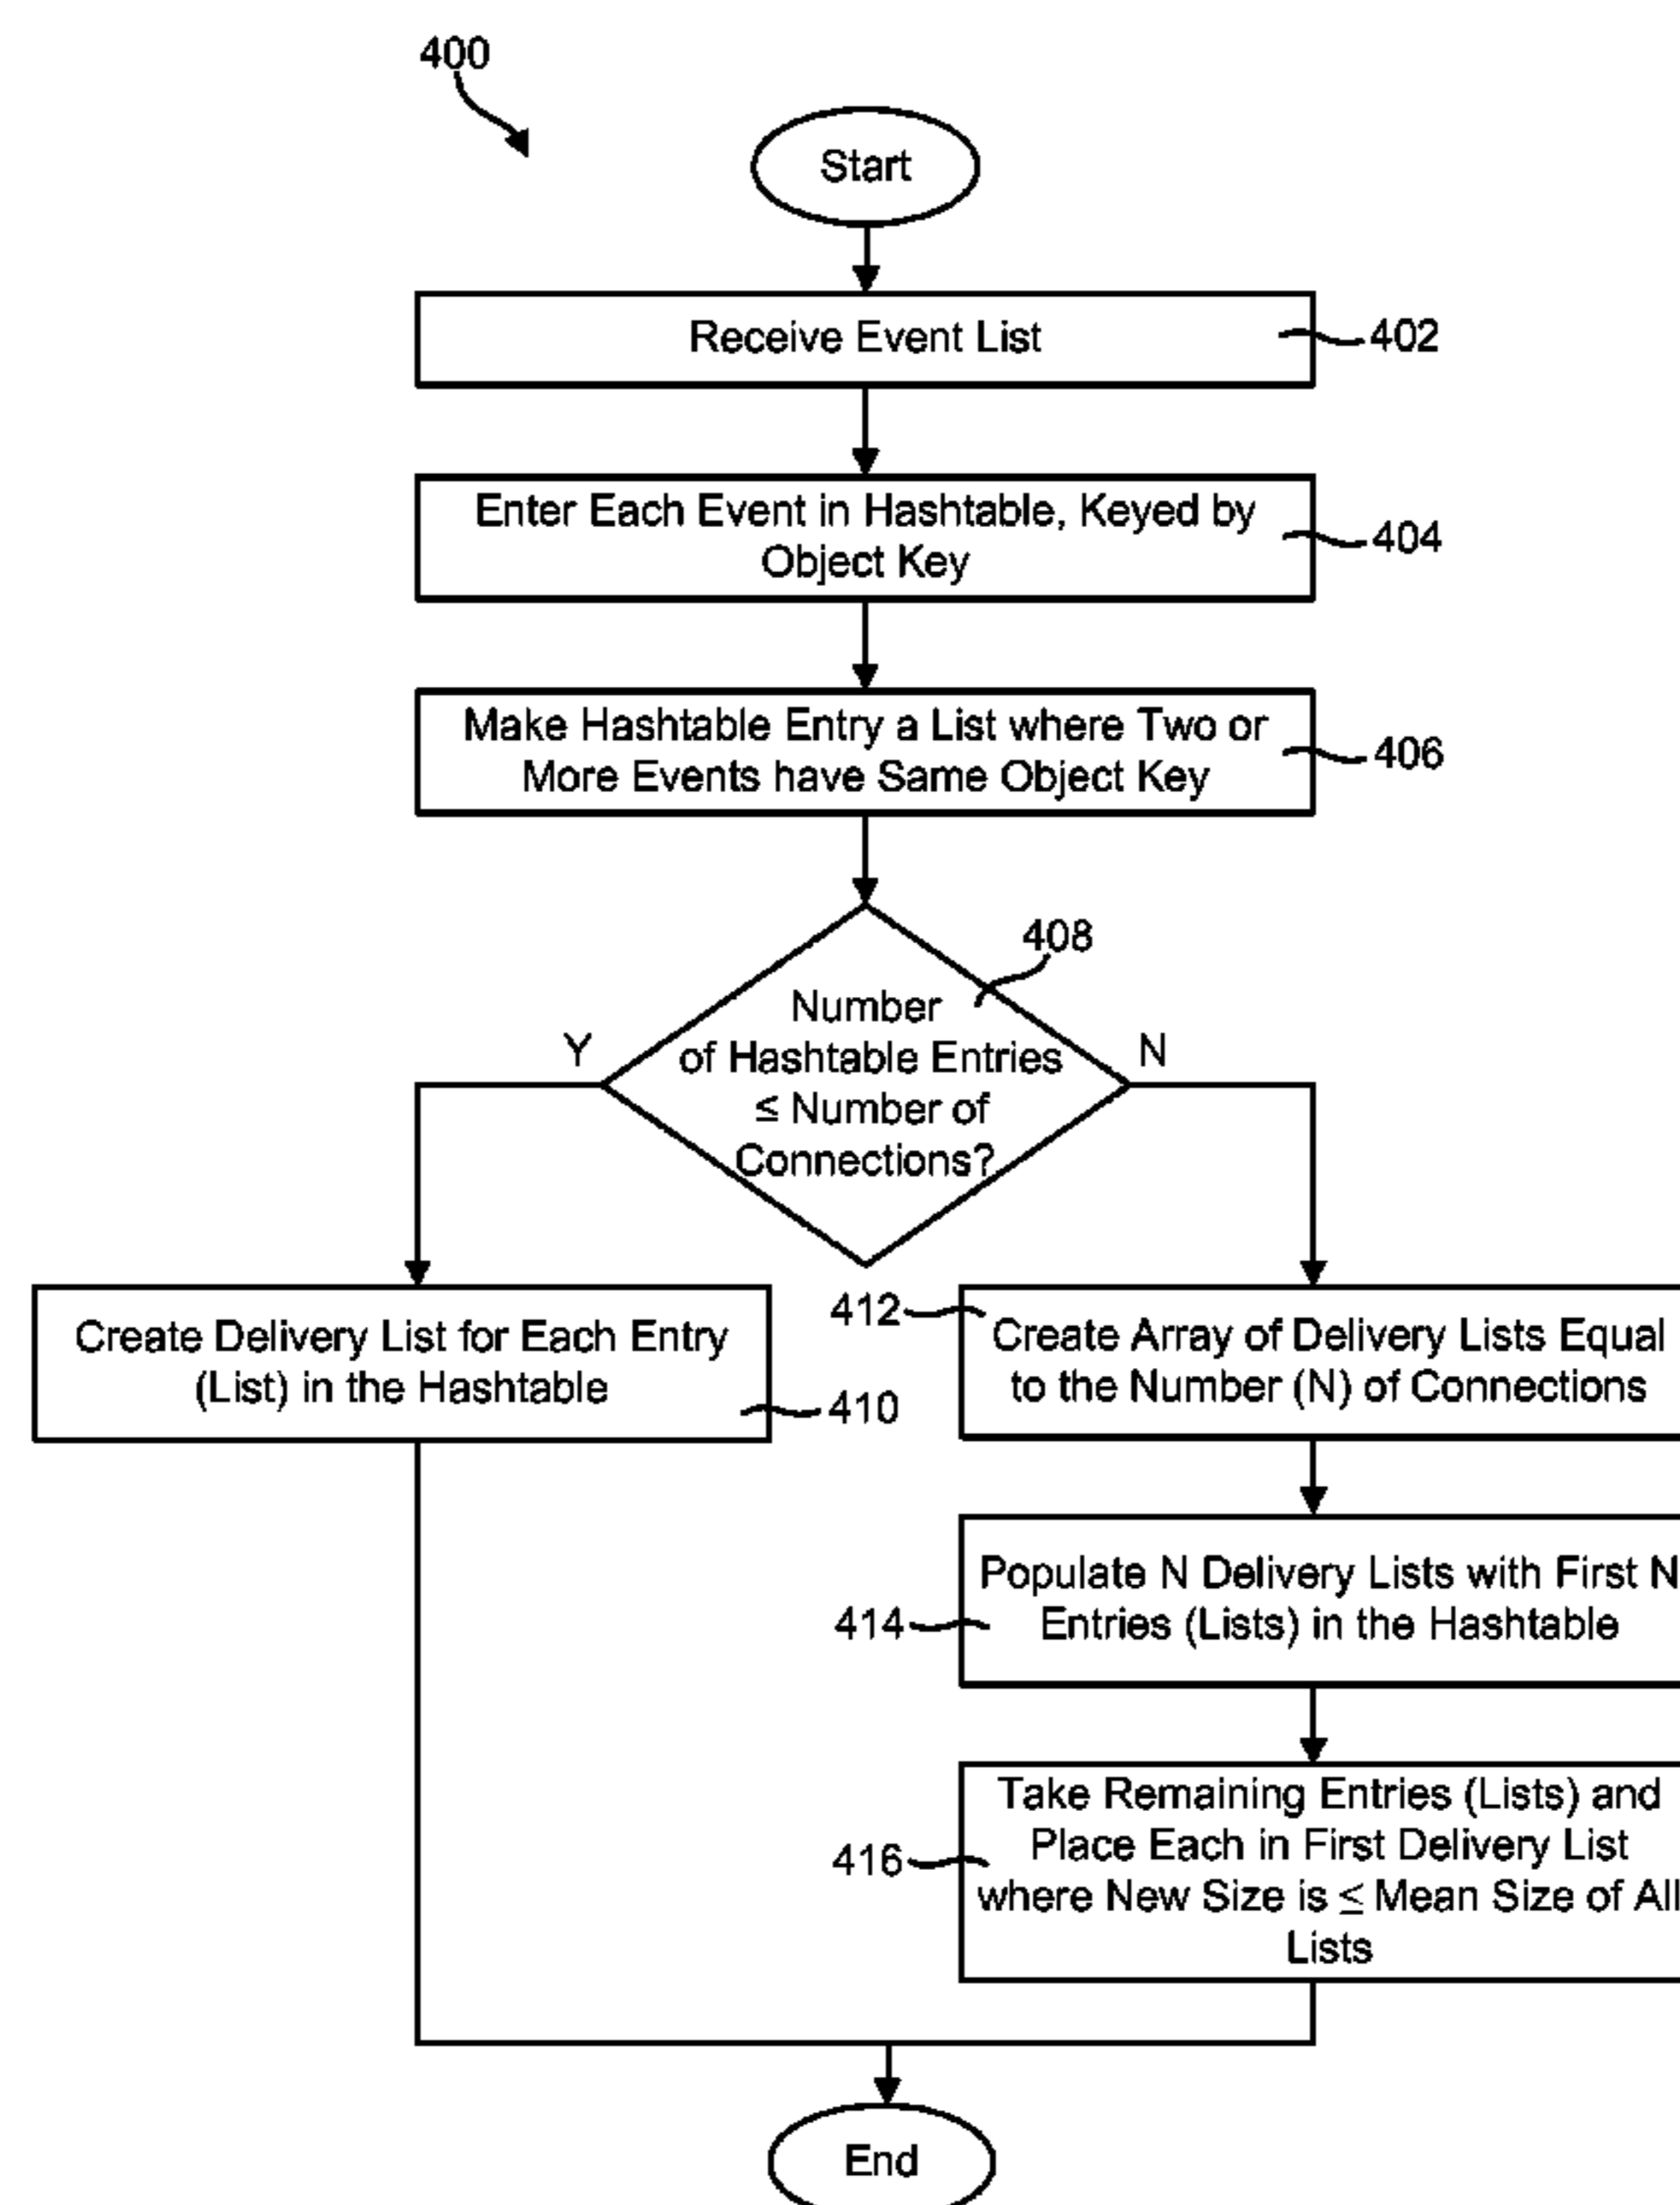 400
Start
Receive Event List
402
Enter Each Event in Hashtable, Keyed by
Object Key
404
Make Hashtable Entry a List where Two or
More Events have Same Object Key
406
408
Number
of Hashtable Entries
≤ Number of
Connections?
Y
N
Create Delivery List for Each Entry
(List) in the Hashtable
410
412
Create Array of Delivery Lists Equal
to the Number (N) of Connections
Populate N Delivery Lists with First N
Entries (Lists) in the Hashtable
414
Take Remaining Entries (Lists) and
Place Each in First Delivery List
where New Size is ≤ Mean Size of All
Lists
416
End